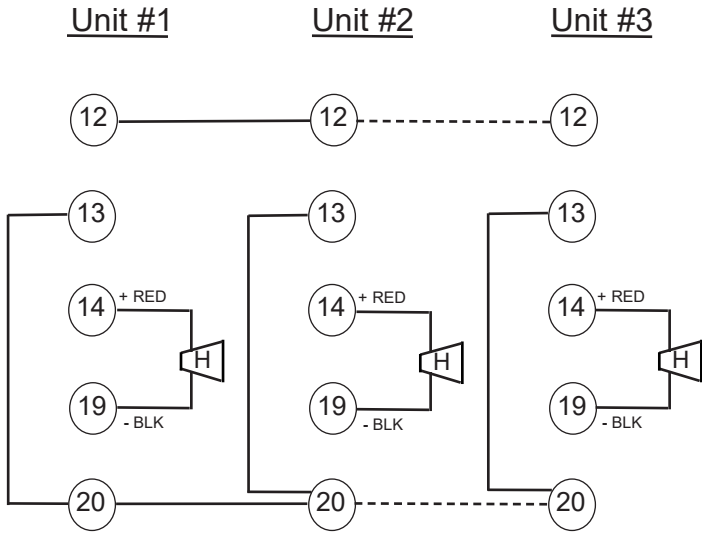 Unit #1 Unit #2 Unit #3
12 12 12
13 13 13
14 + RED 14 + RED 14 + RED
H H H
19 - BLK 19 - BLK 19 - BLK
20 20 20